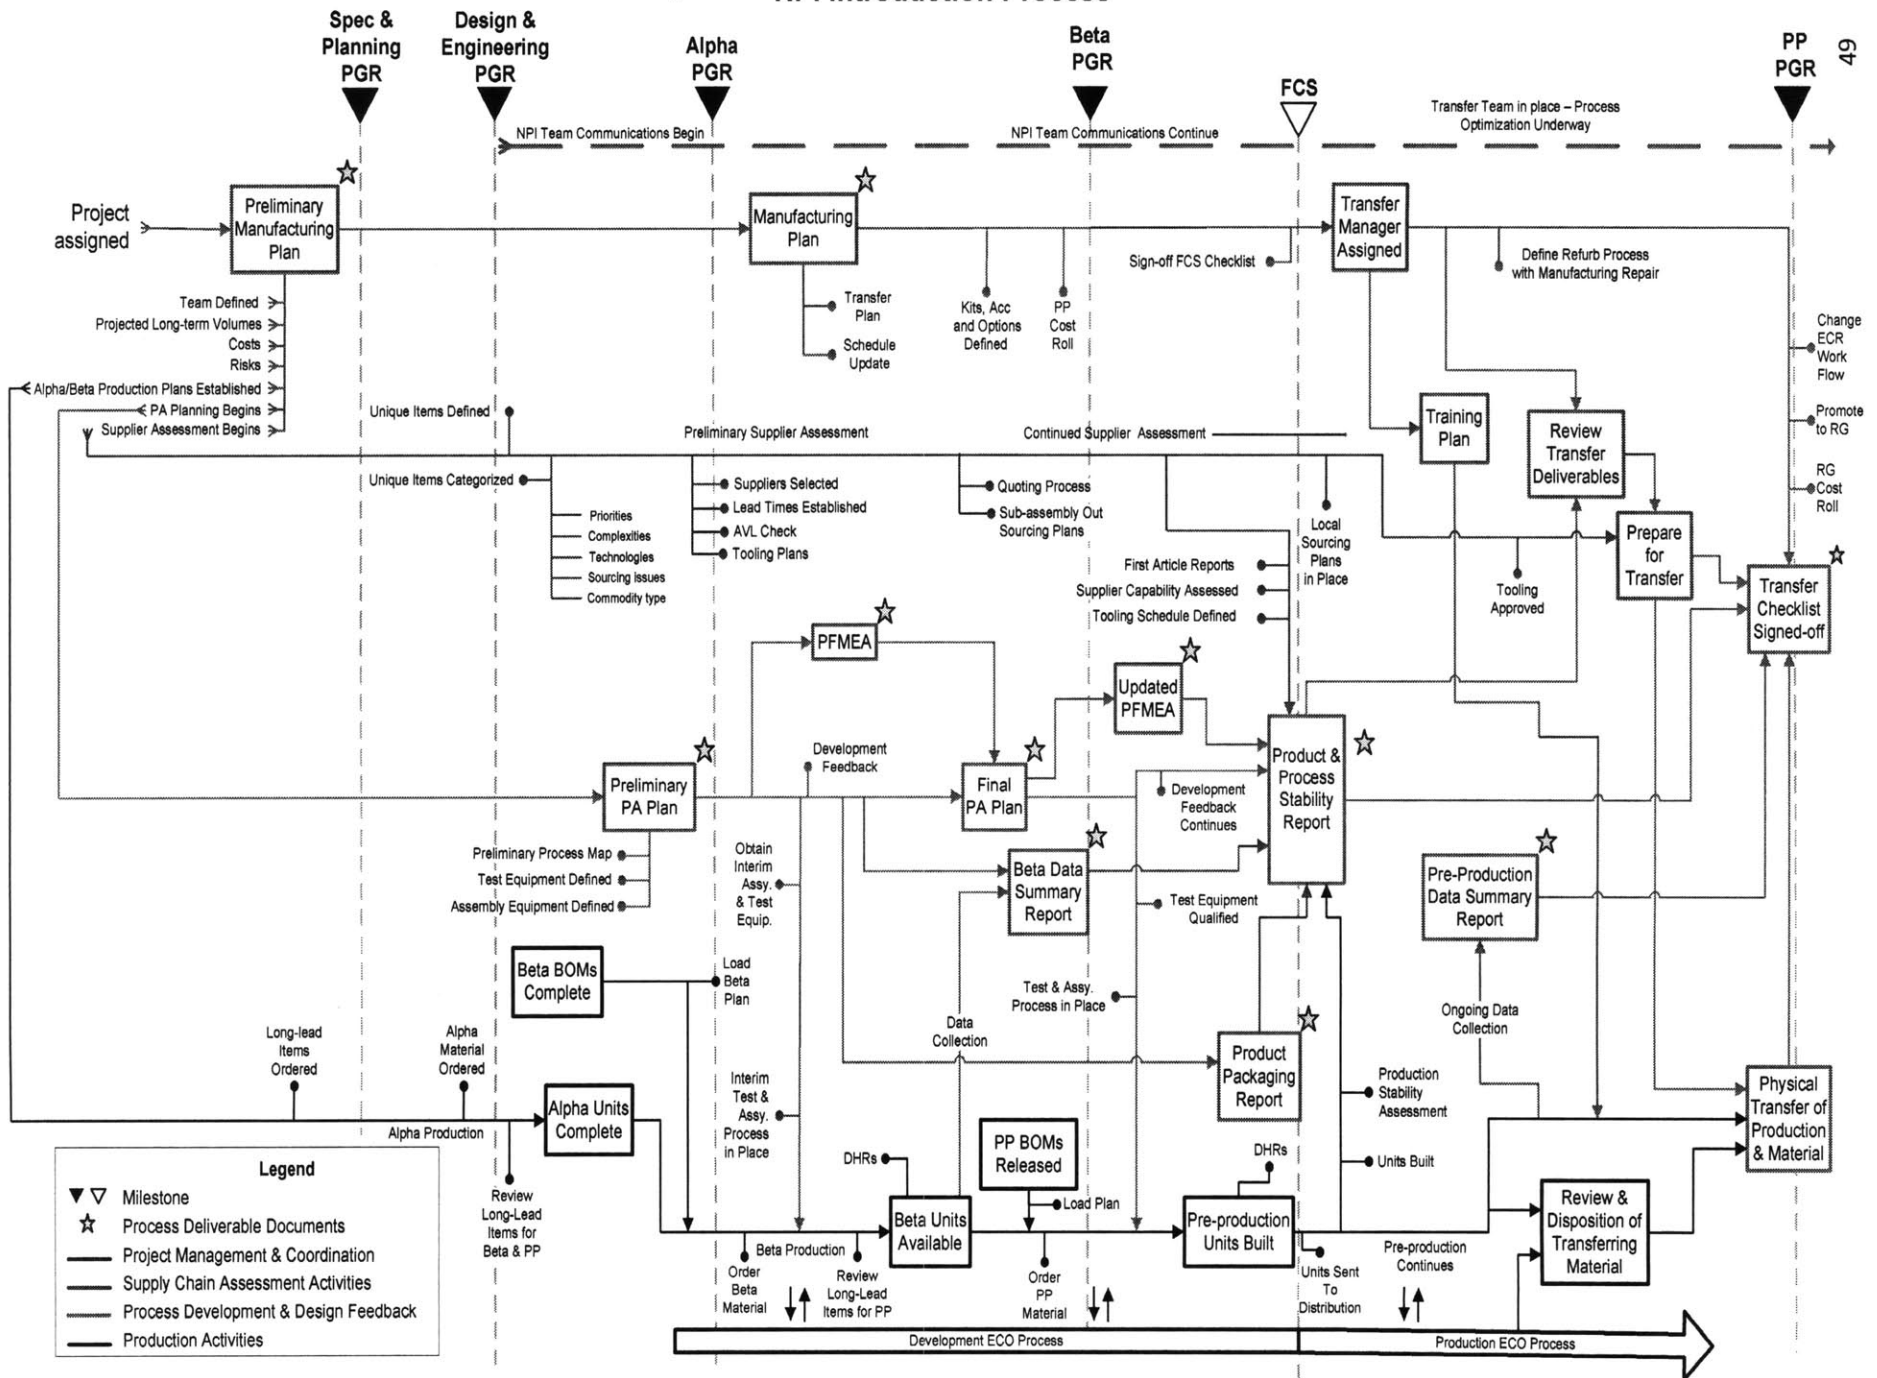 Introduction Process
Spec &
Planning
PGR
Design &
Engineering
PGR
Alpha
PGR
Beta
PGR
FCS
PP
PGR
49
NPI Team Communications Begin
NPI Team Communications Continue
Transfer Team in place – Process
Optimization Underway
Project
assigned
Preliminary
Manufacturing
Plan
Manufacturing
Plan
Transfer
Manager
Assigned
Sign-off FCS Checklist
Define Refurb Process
with Manufacturing Repair
Team Defined
Projected Long-term Volumes
Costs
Risks
Alpha/Beta Production Plans Established
PA Planning Begins
Supplier Assessment Begins
Transfer
Plan
Schedule
Update
Kits, Acc
and Options
Defined
PP
Cost
Roll
Change
ECR
Work
Flow
Promote
to RG
RG
Cost
Roll
Unique Items Defined
Preliminary Supplier Assessment
Continued Supplier Assessment
Training
Plan
Review
Transfer
Deliverables
Unique Items Categorized
Priorities
Complexities
Technologies
Sourcing issues
Commodity type
Suppliers Selected
Lead Times Established
AVL Check
Tooling Plans
Quoting Process
Sub-assembly Out
Sourcing Plans
First Article Reports
Supplier Capability Assessed
Tooling Schedule Defined
Local
Sourcing
Plans
in Place
Tooling
Approved
Prepare
for
Transfer
Transfer
Checklist
Signed-off
PFMEA
Updated
PFMEA
Preliminary
PA Plan
Development
Feedback
Final
PA Plan
Development
Feedback
Continues
Product &
Process
Stability
Report
Preliminary Process Map
Test Equipment Defined
Assembly Equipment Defined
Obtain
Interim
Assy.
& Test
Equip.
Beta Data
Summary
Report
Test Equipment
Qualified
Pre-Production
Data Summary
Report
Beta BOMs
Complete
Load
Beta
Plan
Test & Assy.
Process in Place
Data
Collection
Ongoing Data
Collection
Long-lead
Items
Ordered
Alpha
Material
Ordered
Alpha Units
Complete
Alpha Production
Interim
Test &
Assy.
Process
in Place
Product
Packaging
Report
Production
Stability
Assessment
Units Built
Physical
Transfer of
Production
& Material
Review
Long-Lead
Items for
Beta & PP
DHRs
PP BOMs
Released
Load Plan
DHRs
Beta Units
Available
Pre-production
Units Built
Review &
Disposition of
Transferring
Material
Beta Production
Order
Beta
Material
Review
Long-Lead
Items for PP
Order
PP
Material
Units Sent
To
Distribution
Pre-production
Continues
Development ECO Process
Production ECO Process
Legend
Milestone
Process Deliverable Documents
Project Management & Coordination
Supply Chain Assessment Activities
Process Development & Design Feedback
Production Activities